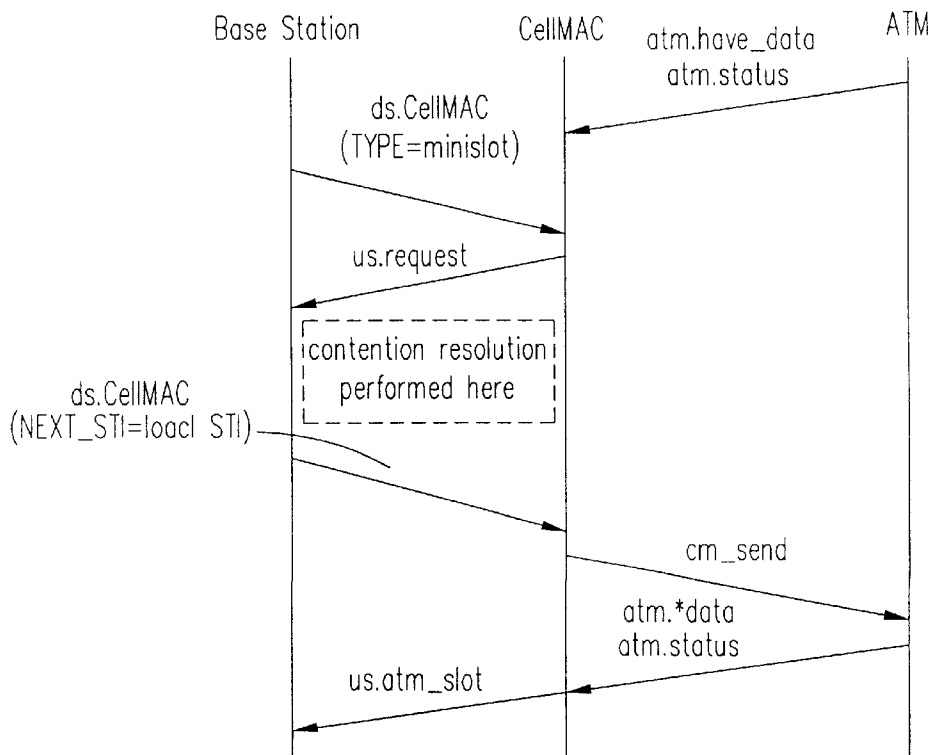 Base Station
CellMAC
ATM
atm.have_data
atm.status
ds.CellMAC
(TYPE=minislot)
us.request
contention resolution
performed here
ds.CellMAC
(NEXT_STI=loacl STI)
cm_send
atm.*data
atm.status
us.atm_slot